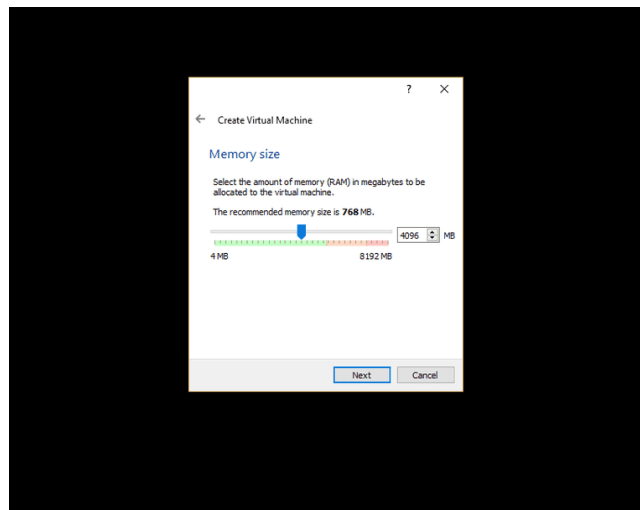 ?
Create Virtual Machine
Memory size
Select the amount of memory (RAM) in megabytes to be
allocated to the virtual machine.
The recommended memory size is 768 MB.
4096 MB
4 MB 8192 MB
Next Cancel